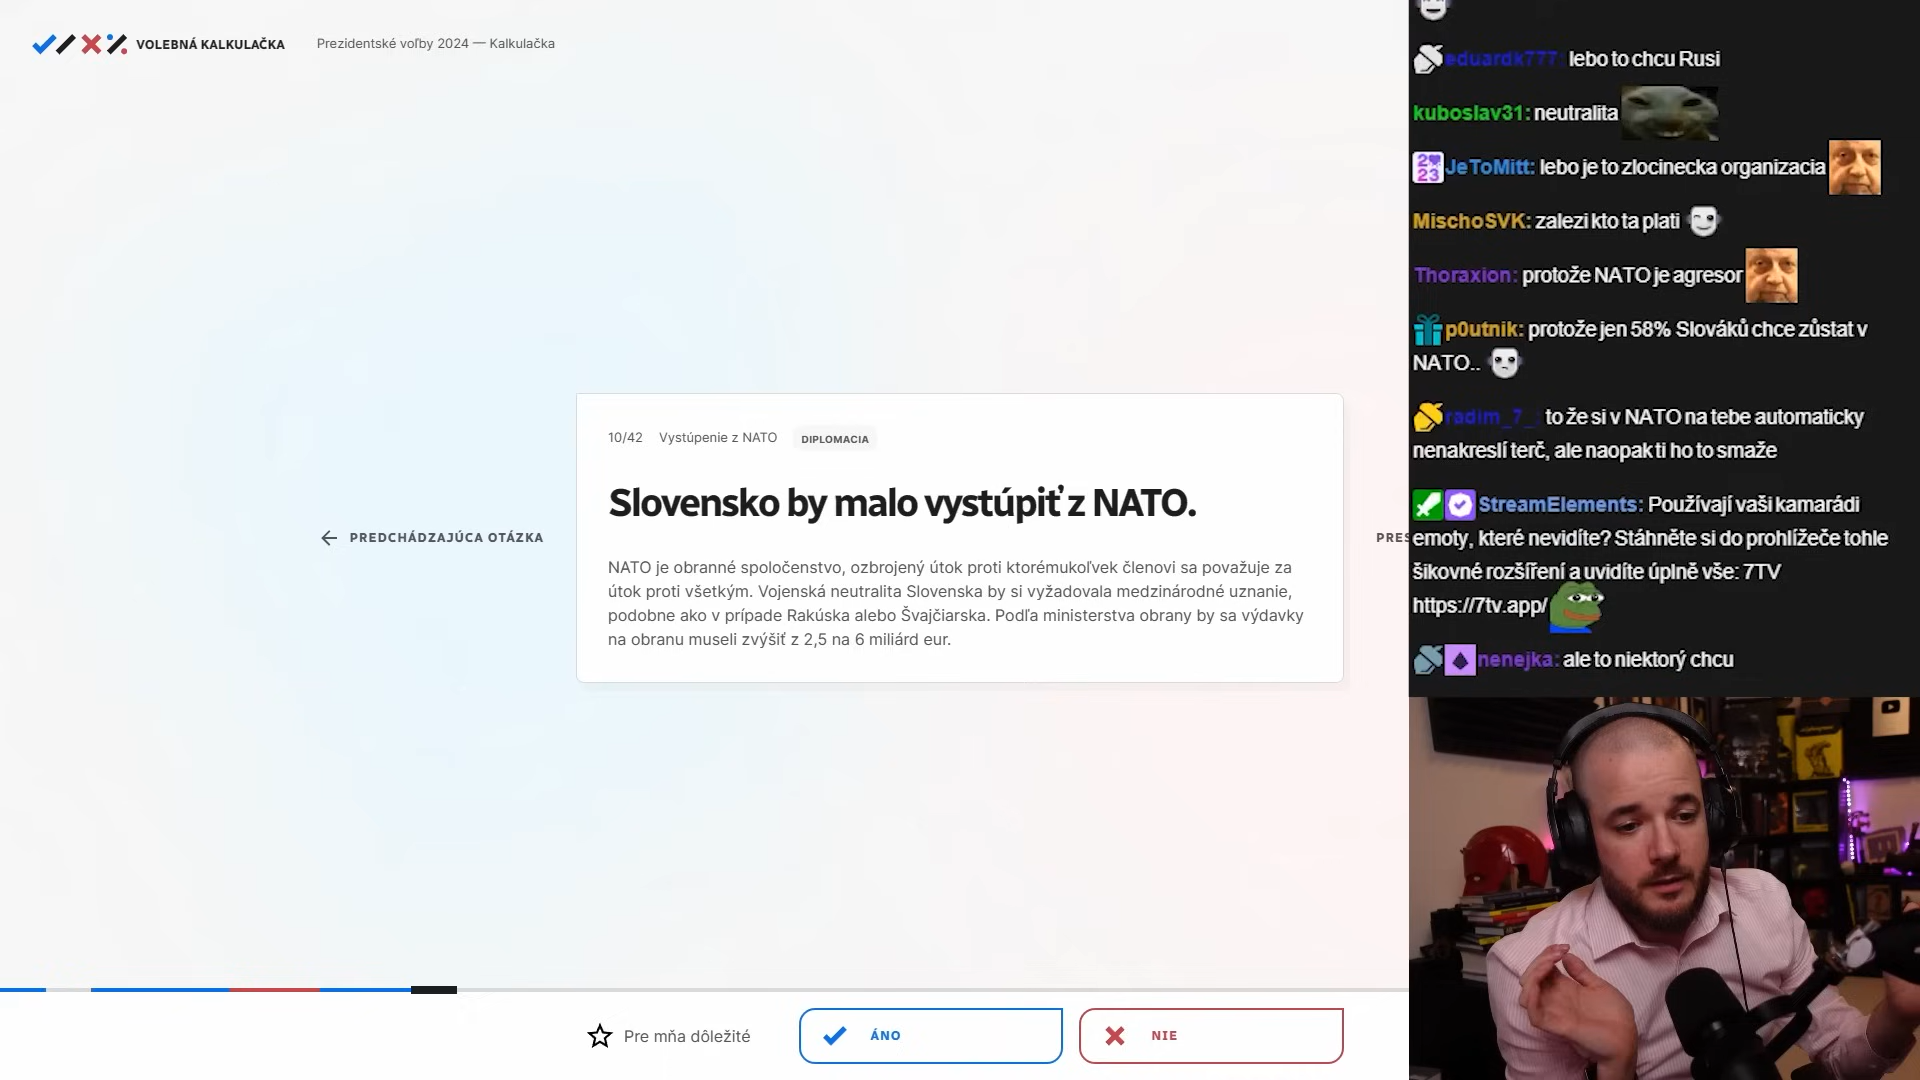 VOLEBNÁ KALKULAČKA
Prezidentské voľby 2024 — Kalkulačka
PREDCHÁDZAJÚCA OTÁZKA
10/42 Vystúpenie z NATO DIPLOMACIA
Slovensko by malo vystúpiť z NATO.
NATO je obranné spoločenstvo, ozbrojený útok proti ktorémukoľvek členovi sa považuje za
útok proti všetkým. Vojenská neutralita Slovenska by si vyžadovala medzinárodné uznanie,
podobne ako v prípade Rakúska alebo Švajčiarska. Podľa ministerstva obrany by sa výdavky
na obranu museli zvýšiť z 2,5 na 6 miliárd eur.
PRES
Pre mňa dôležité
ÁNO
NIE
eduardk777: lebo to chcu Rusi
kuboslav31: neutralita
2023 JeToMitt: lebo je to zlocinecka organizacia
MischoSVK: zalezi kto ta plati
Thoraxion: protože NATO je agresor
p0utnik: protože jen 58% Slováků chce zůstat v
NATO..
radim_7_: to že si v NATO na tebe automaticky
nenakreslí terč, ale naopak ti ho to smaže
StreamElements: Používají vaši kamarádi
emoty, které nevidíte? Stáhněte si do prohlížeče tohle
šikovné rozšíření a uvidíte úplně vše: 7TV
https://7tv.app/
nenejka: ale to niektorý chcu